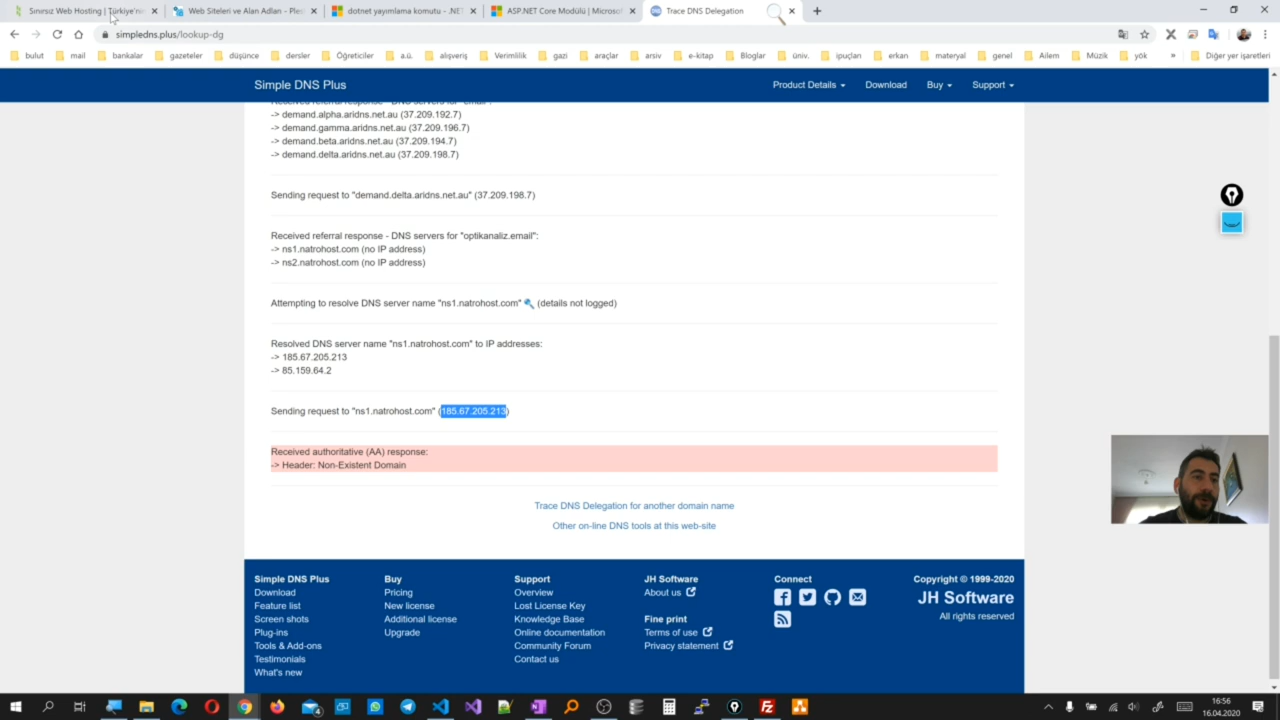 Sınırsız Web Hosting | Türkiye'nin
Web Siteleri ve Alan Adları - Ples
dotnet yayımlama komutu - .NET
ASP.NET Core Modülü | Microsoft
Trace DNS Delegation
simpledns.plus/lookup-dg
bulut
mail
bankalar
gazeteler
düşünce
dersler
Öğreticiler
a.ü.
alışveriş
Verimlilik
gazi
araçlar
arsiv
e-kitap
Bloglar
üniv.
ipuçları
erkan
materyal
genel
Ailem
Müzik
yök
»
Diğer yer işaretleri
Simple DNS Plus
Product Details
Download
Buy
Support
Received referral response - DNS servers for "email":
-> demand.alpha.aridns.net.au (37.209.192.7)
-> demand.gamma.aridns.net.au (37.209.196.7)
-> demand.beta.aridns.net.au (37.209.194.7)
-> demand.delta.aridns.net.au (37.209.198.7)
Sending request to "demand.delta.aridns.net.au" (37.209.198.7)
Received referral response - DNS servers for "optikanaliz.email":
-> ns1.natrohost.com (no IP address)
-> ns2.natrohost.com (no IP address)
Attempting to resolve DNS server name "ns1.natrohost.com" (details not logged)
Resolved DNS server name "ns1.natrohost.com" to IP addresses:
-> 185.67.205.213
-> 85.159.64.2
Sending request to "ns1.natrohost.com" (185.67.205.213)
Received authoritative (AA) response:
-> Header: Non-Existent Domain
Trace DNS Delegation for another domain name
Other on-line DNS tools at this web-site
Simple DNS Plus
Download
Feature list
Screen shots
Plug-ins
Tools & Add-ons
Testimonials
What's new
Buy
Pricing
New license
Additional license
Upgrade
Support
Overview
Lost License Key
Knowledge Base
Online documentation
Community Forum
Contact us
JH Software
About us
Fine print
Terms of use
Privacy statement
Connect
Copyright © 1999-2020
JH Software
All rights reserved
4
16:56
16.04.2020